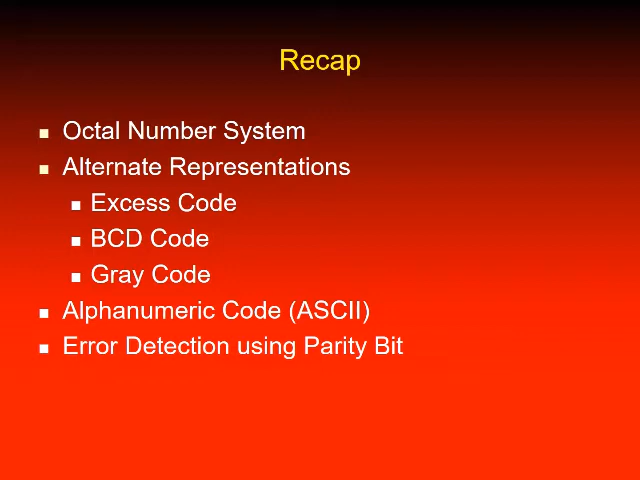 Recap
Octal Number System
Alternate Representations
Excess Code
BCD Code
Gray Code
Alphanumeric Code (ASCII)
Error Detection using Parity Bit